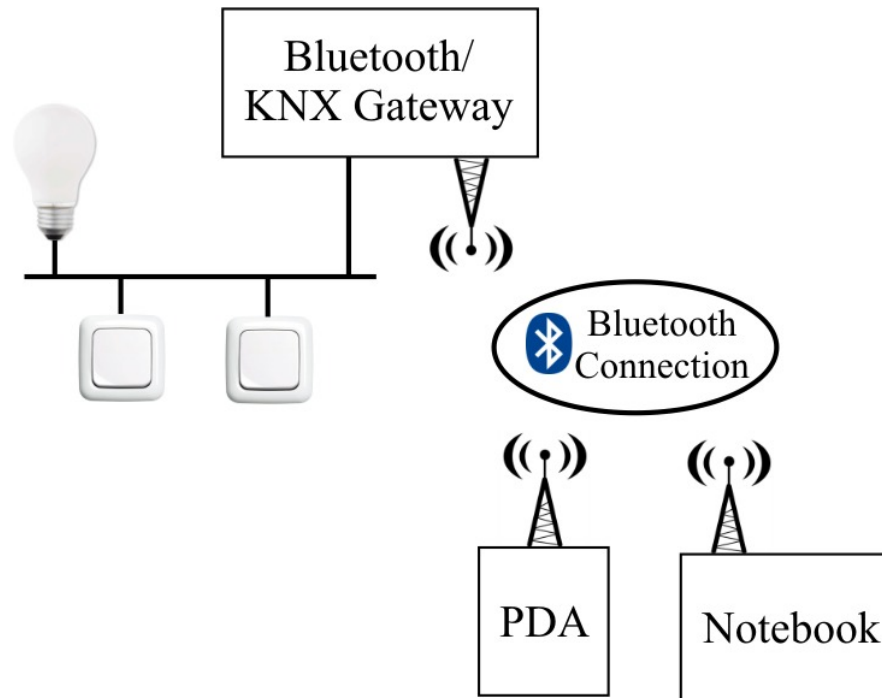 Bluetooth/
KNX Gateway
Bluetooth
Connection
PDA
Notebook